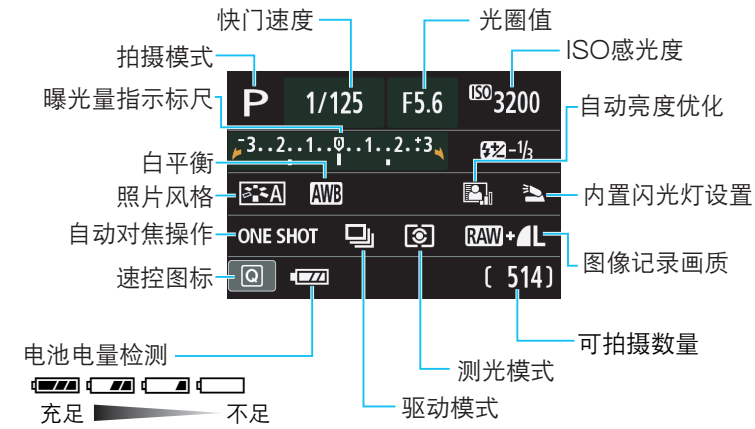 快门速度
光圈值
拍摄模式
ISO感光度
曝光量指示标尺
P 1/125 F5.6 ISO 3200
自动亮度优化
-3..2..1..0..1..2.+3 -1/3
白平衡
照片风格
A AWB
内置闪光灯设置
自动对焦操作
ONE SHOT RAW+L
图像记录画质
速控图标
Q ( 514)
可拍摄数量
电池电量检测
测光模式
充足 不足
驱动模式